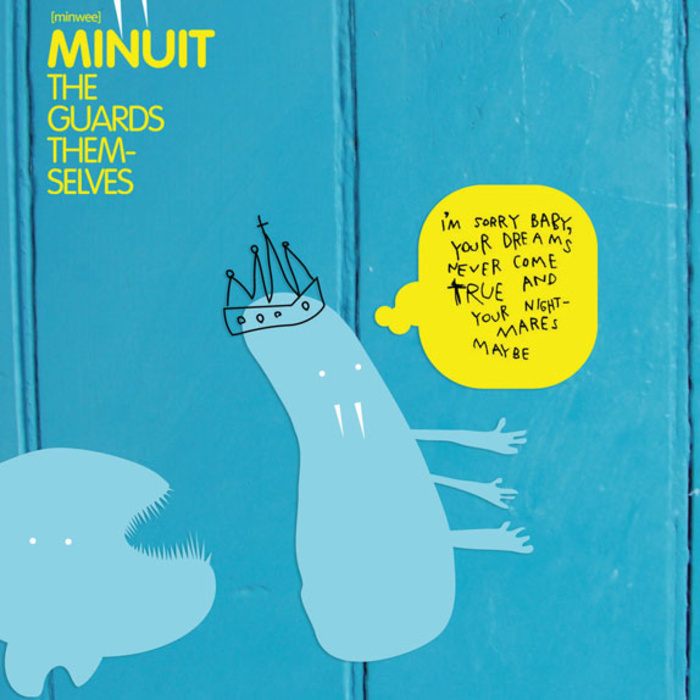 [minwee]
MINUIT
THE
GUARDS
THEM-
SELVES
I'M SORRY BABY,
YOUR DREAMS
NEVER COME
TRUE AND
YOUR NIGHT-
MARES
MAYBE